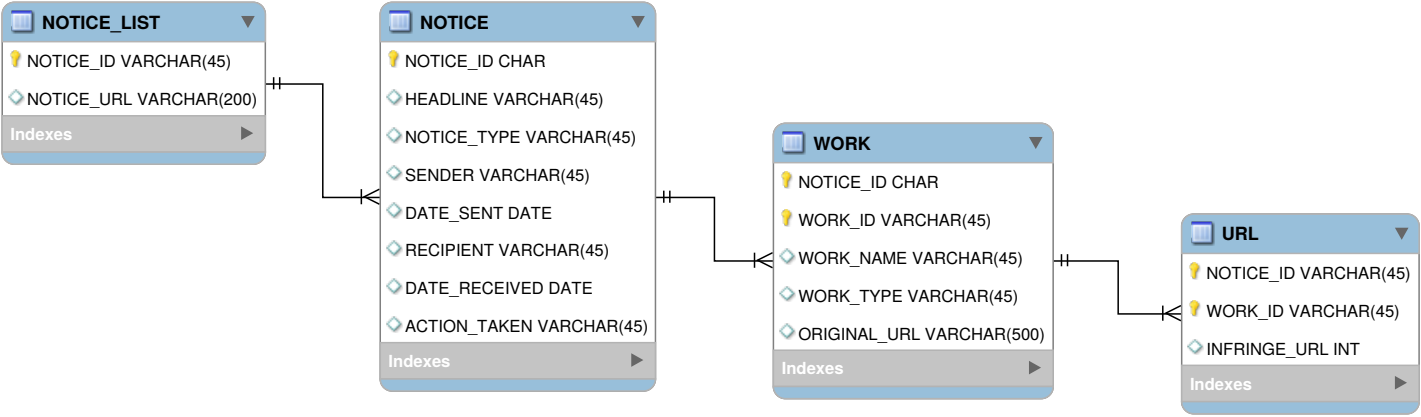 NOTICE_LIST
NOTICE_ID VARCHAR(45)
NOTICE_URL VARCHAR(200)
Indexes
NOTICE
NOTICE_ID CHAR
HEADLINE VARCHAR(45)
NOTICE_TYPE VARCHAR(45)
SENDER VARCHAR(45)
DATE_SENT DATE
RECIPIENT VARCHAR(45)
DATE_RECEIVED DATE
ACTION_TAKEN VARCHAR(45)
Indexes
WORK
NOTICE_ID CHAR
WORK_ID VARCHAR(45)
WORK_NAME VARCHAR(45)
WORK_TYPE VARCHAR(45)
ORIGINAL_URL VARCHAR(500)
Indexes
URL
NOTICE_ID VARCHAR(45)
WORK_ID VARCHAR(45)
INFRINGE_URL INT
Indexes